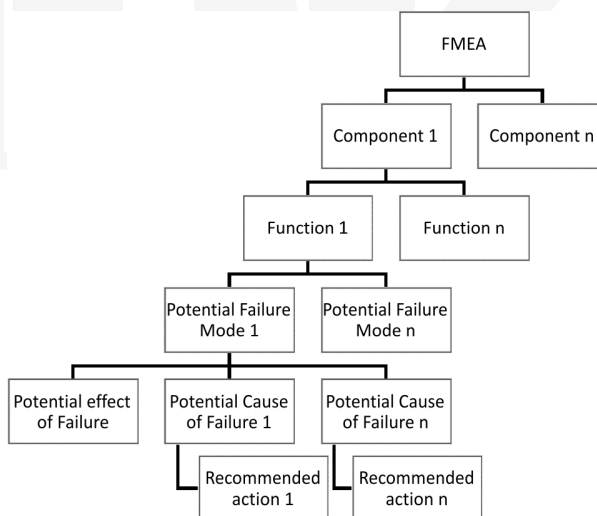 FMEA
Component 1
Component n
Function 1
Function n
Potential Failure
Mode 1
Potential Failure
Mode n
Potential effect
of Failure
Potential Cause
of Failure 1
Potential Cause
of Failure n
Recommended
action 1
Recommended
action n